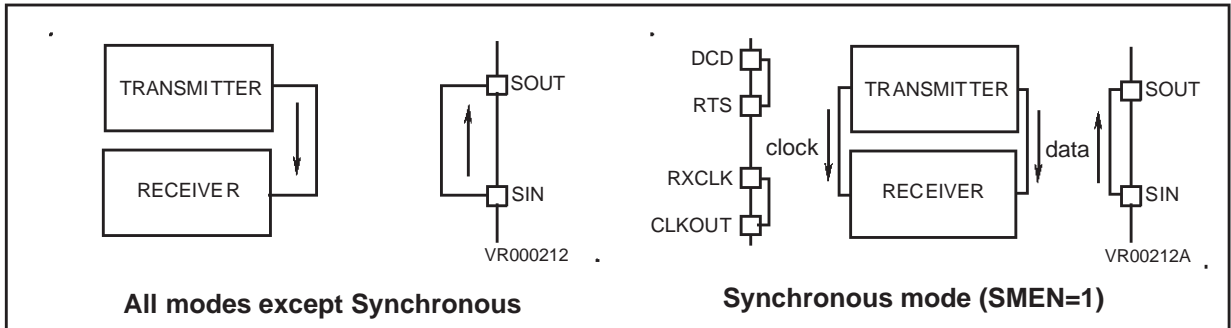 TRANSMITTER
RECEIVER
SOUT
SIN
VR000212
All modes except Synchronous
DCD
RTS
RXCLK
CLKOUT
clock
TRANSMITTER
RECEIVER
data
SOUT
SIN
VR00212A
Synchronous mode (SMEN=1)